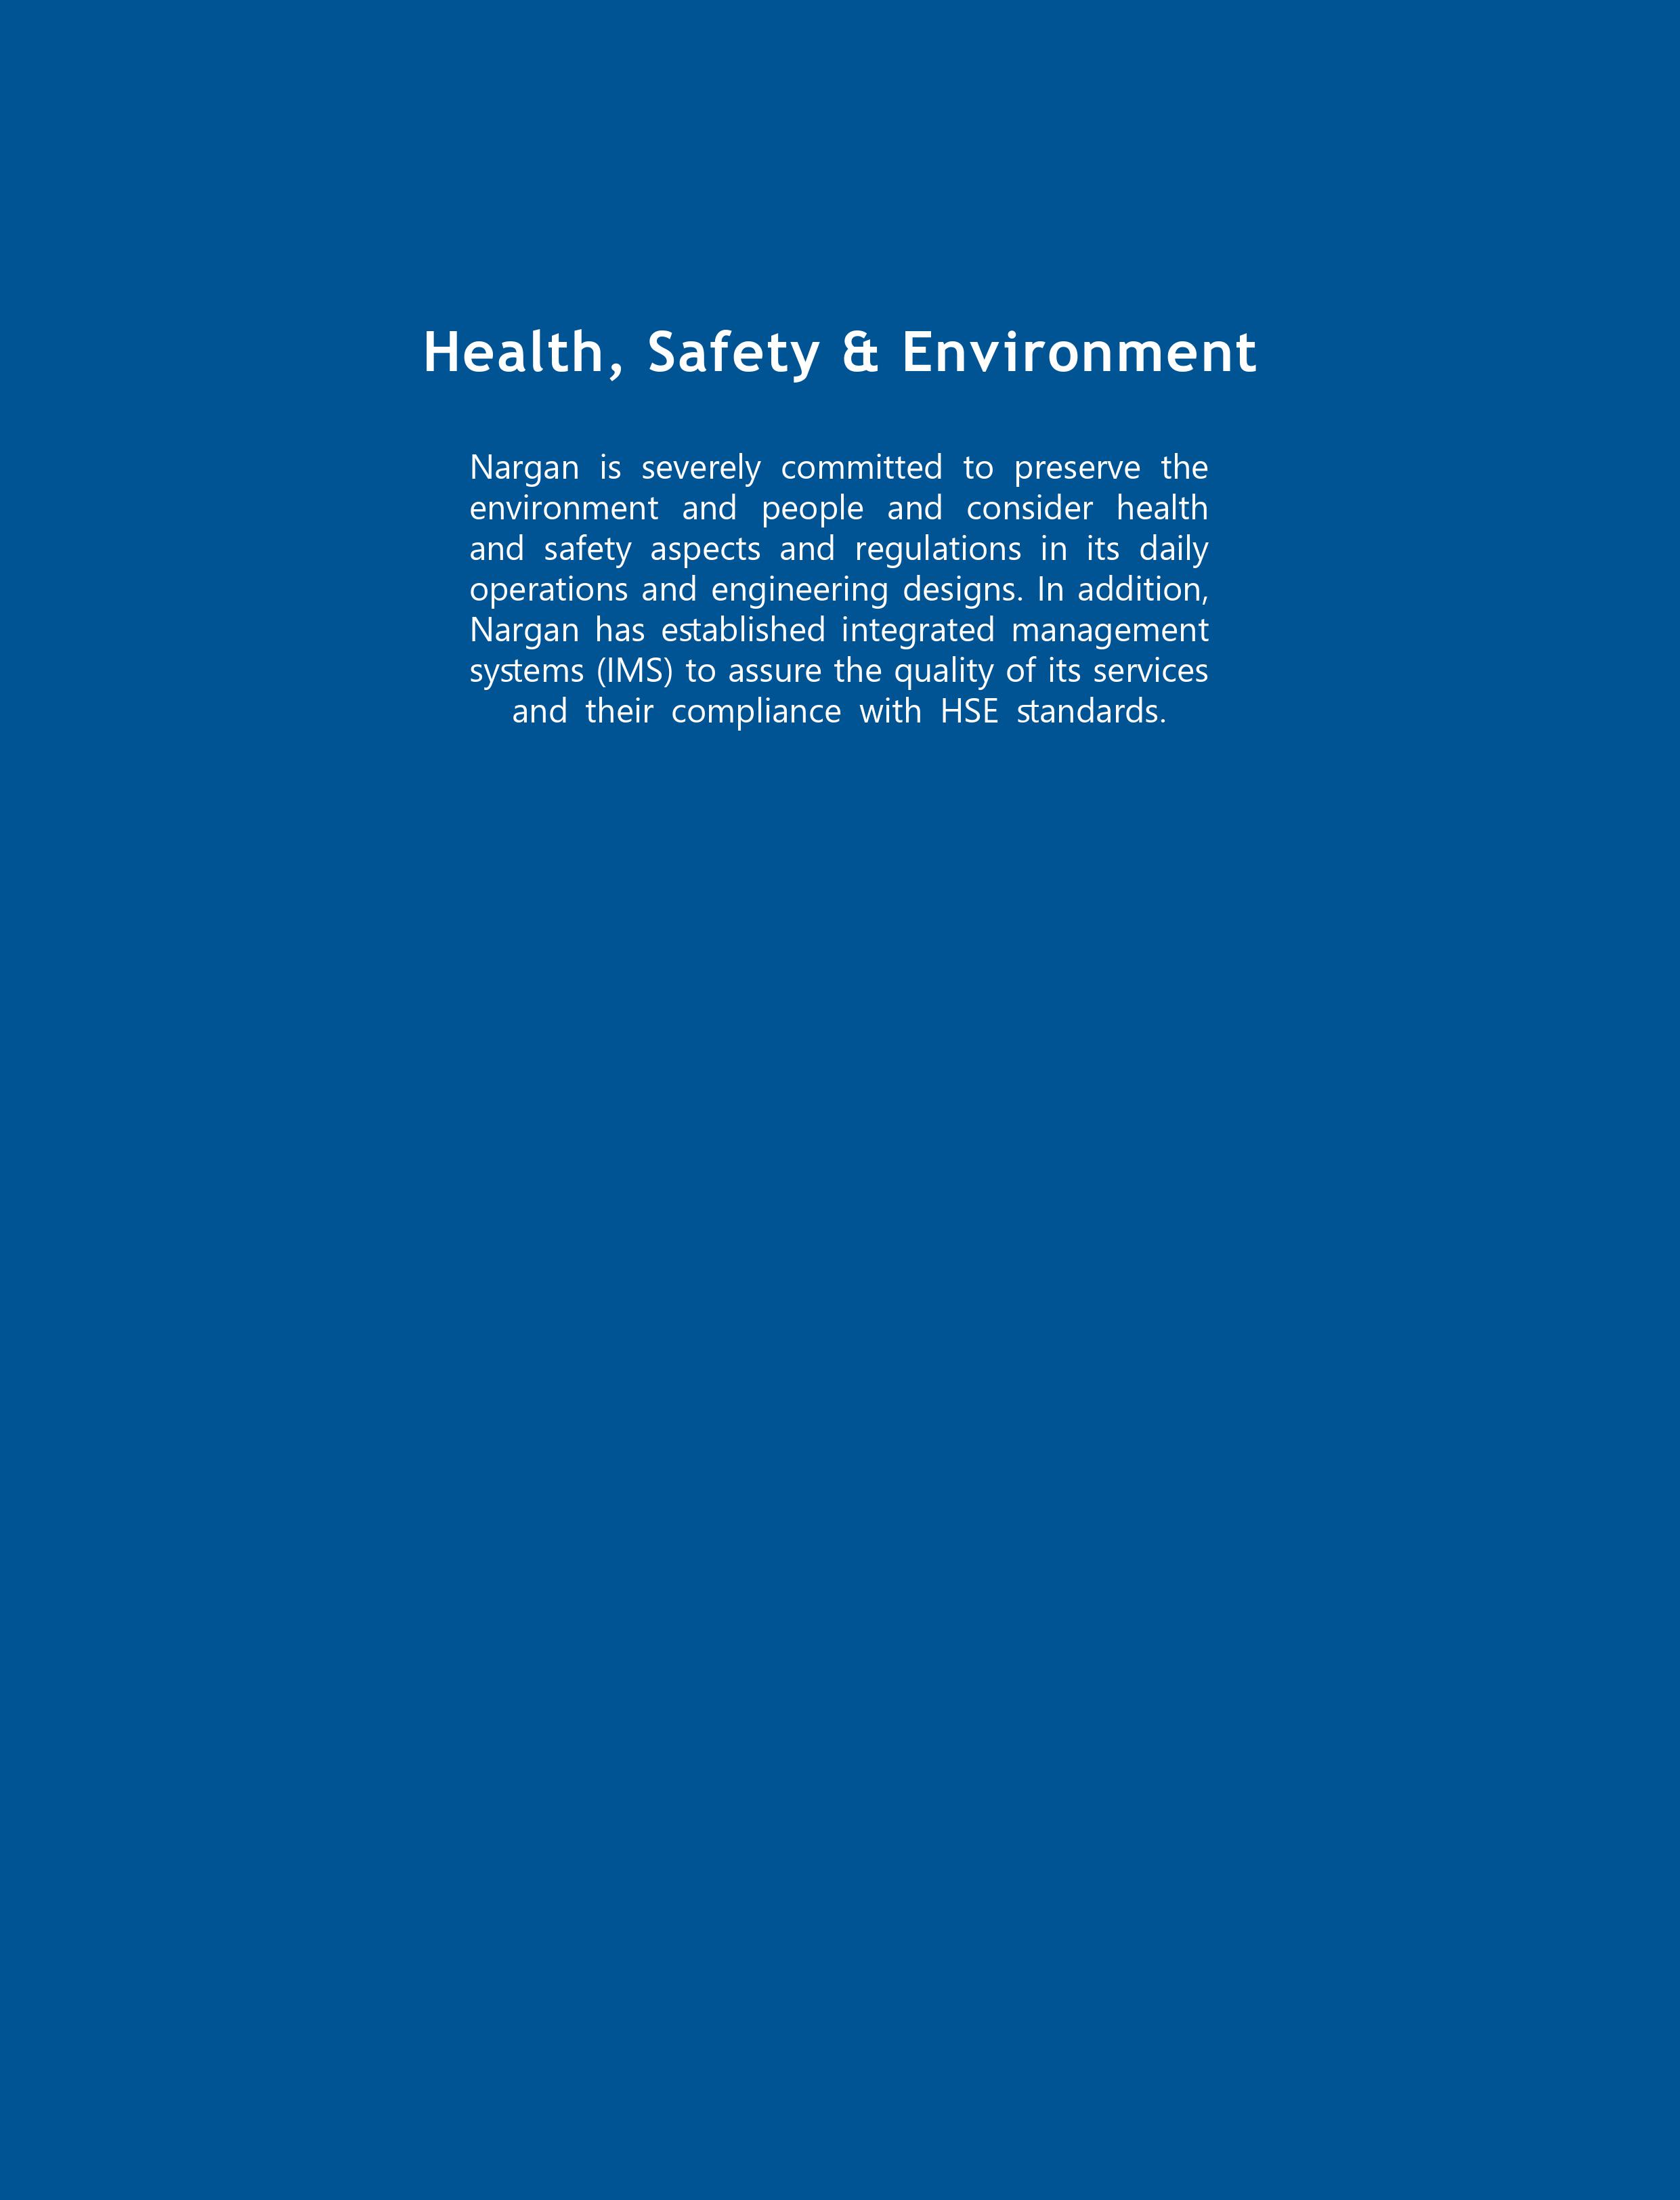 Health, Safety & Environment
Nargan is severely committed to preserve the
environment and people and consider health
and safety aspects and regulations in its daily
operations and engineering designs. In addition,
Nargan has established integrated management
systems (IMS) to assure the quality of its services
and their compliance with HSE standards.